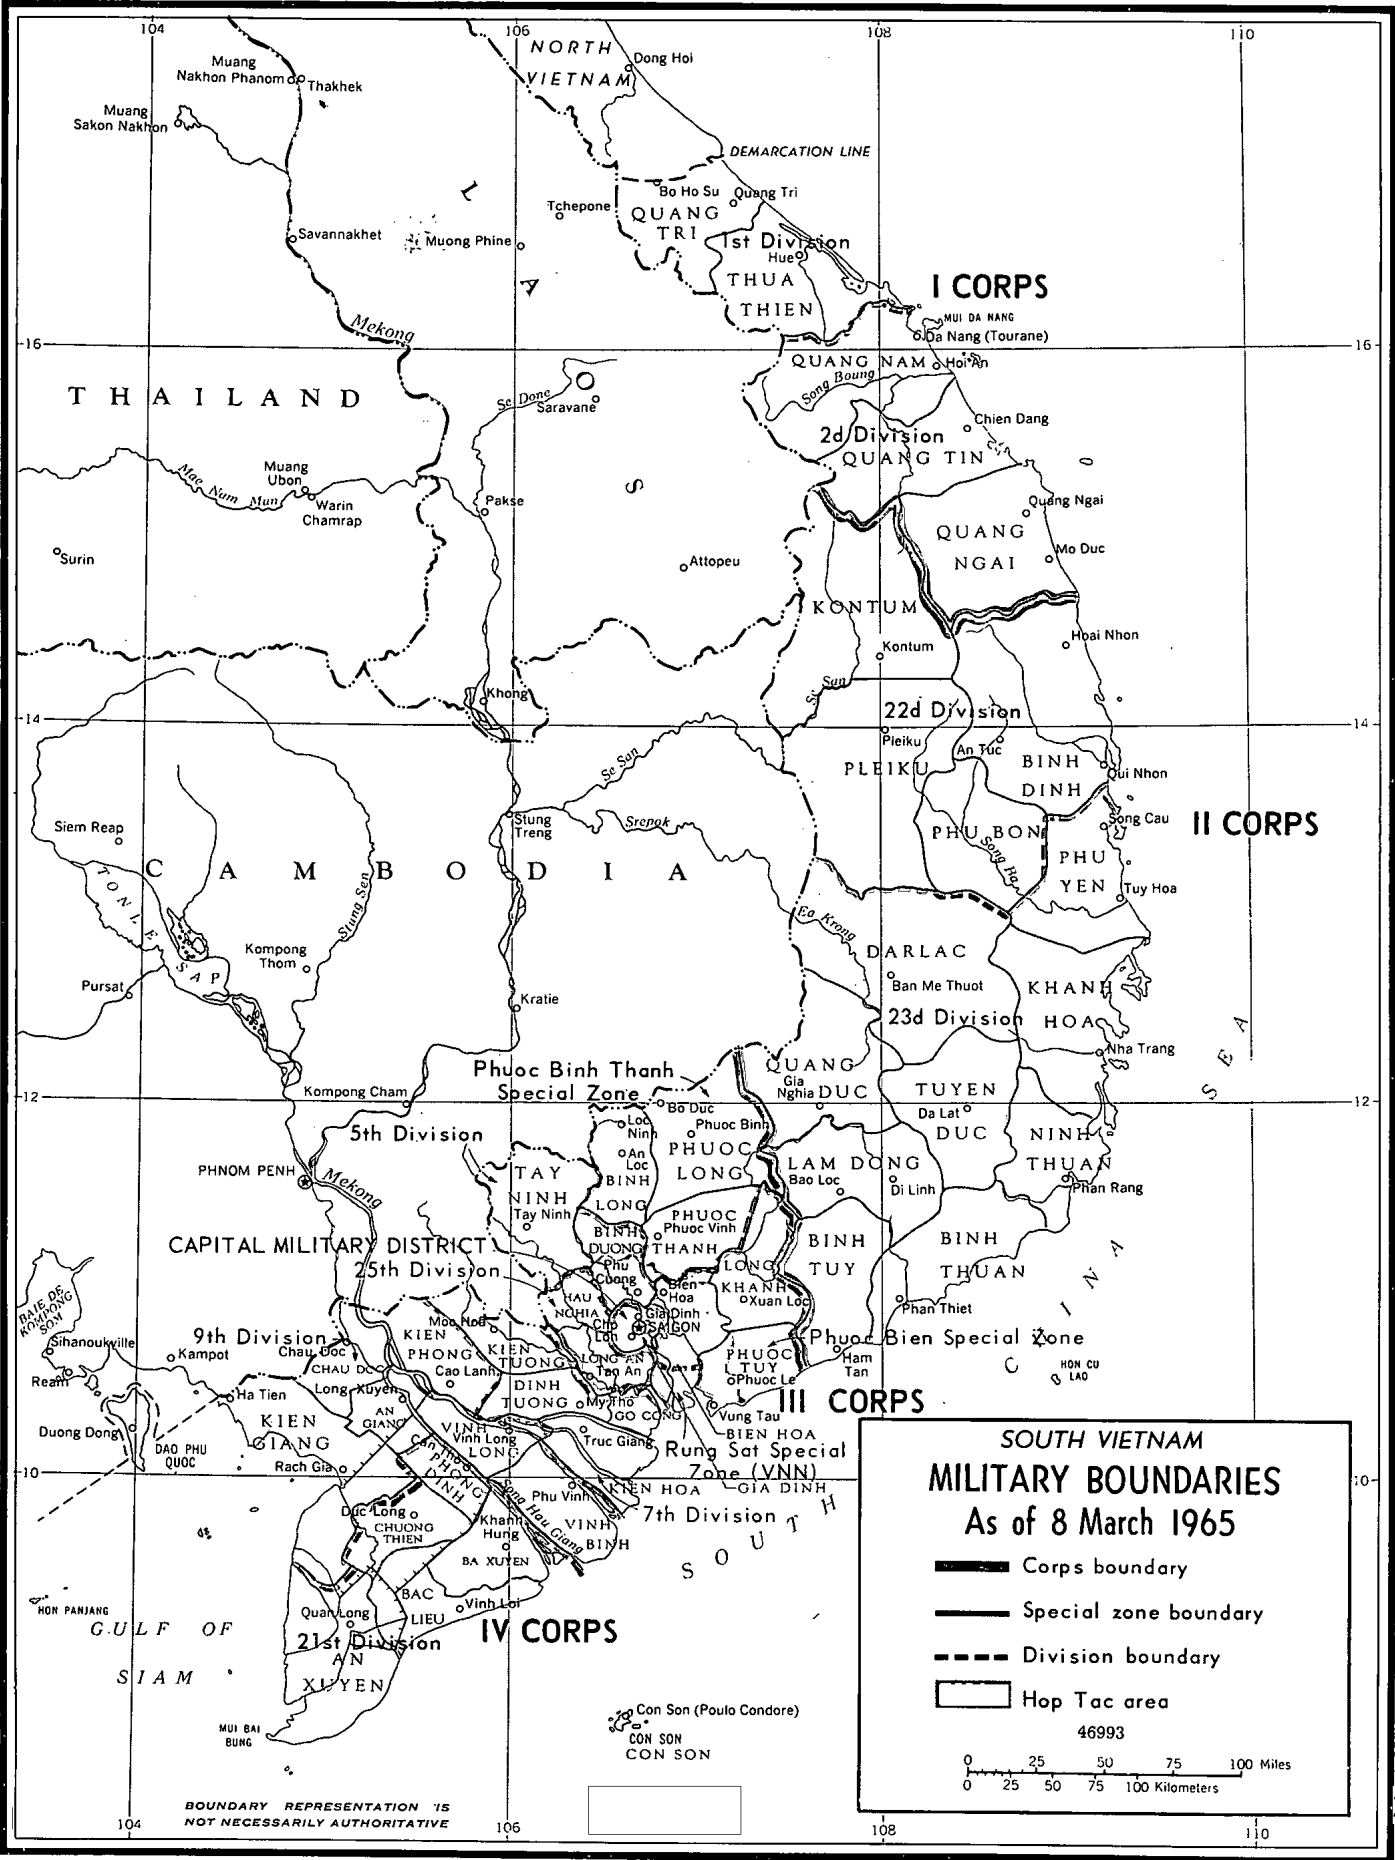 104
106
108
110
NORTH
VIETNAM
Dong Hoi
Muang
Nakhon Phanom
Thakhek
Muang
Sakon Nakhon
DEMARCATION LINE
L
A
O
S
Bo Ho Su
Quang Tri
Tchepone
QUANG
TRI
Savannakhet
Muong Phine
1st Division
Hue
THUA
THIEN
I CORPS
MUI DA NANG
Da Nang (Tourane)
Mekong
16
16
QUANG NAM
Hoi An
Song Boung
THAILAND
Se Done
Saravane
Chien Dang
2d Division
QUANG TIN
Muang
Ubon
Mae Nam Mun
Warin
Chamrap
Pakse
Quang Ngai
QUANG
NGAI
Mo Duc
Surin
Attopeu
KONTUM
Hoai Nhon
Kontum
Se San
Khong
22d Division
14
14
Pleiku
An Tuc
PLEIKU
BINH
DINH
Qui Nhon
Se San
Stung
Treng
Srepok
Song Cau
II CORPS
Siem Reap
PHU BON
Song Ba
PHU
YEN
Tuy Hoa
CAMBODIA
TONLE
SAP
Stung Sen
Ea Krong
Kompong
Thom
DARLAC
Ban Me Thuot
KHANH
HOA
Pursat
Kratie
23d Division
Nha Trang
SOUTH CHINA SEA
Phuoc Binh Thanh
Special Zone
QUANG
DUC
Gia
Nghia
TUYEN
DUC
Da Lat
12
12
Kompong Cham
Bo Duc
Loc
Ninh
Phuoc Binh
5th Division
An
Loc
PHUOC
LONG
NINH
THUAN
Phan Rang
LAM DONG
Bao Loc
Di Linh
PHNOM PENH
Mekong
TAY
NINH
Tay Ninh
BINH
LONG
PHUOC
Phuoc Vinh
THANH
BINH
DUONG
BINH
TUY
BINH
THUAN
CAPITAL MILITARY DISTRICT
25th Division
Phu
Cuong
Bien
Hoa
LONG
KHANH
Xuan Loc
HAU
NGHIA
Gia Dinh
SAIGON
Cho
Lon
Phan Thiet
BAIE DE
KOMPONG
SOM
Sihanoukville
Ream
Kampot
9th Division
Chau Doc
CHAU DOC
KIEN
PHONG
Moc Hoa
KIEN
TUONG
Cao Lanh
LONG AN
Tan An
PHUOC
TUY
Phuoc Le
Phuoc Bien Special Zone
Ham
Tan
HON CU
LAO
Ha Tien
Long Xuyen
AN
GIANG
DINH
TUONG
My Tho
GO CONG
Vung Tau
BIEN HOA
III CORPS
Duong Dong
DAO PHU
QUOC
KIEN
GIANG
Rach Gia
VINH
Vinh Long
LONG
Truc Giang
Rung Sat Special
Zone (VNN)
GIA DINH
Can Tho
PHONG
DINH
10
10
Phu Vinh
KIEN HOA
7th Division
Duc Long
CHUONG
THIEN
Khanh
Hung
Song Hau Giang
VINH
BINH
BA XUYEN
BAC
LIEU
Vinh Loi
HON PANJANG
GULF OF
SIAM
Quan Long
21st Division
AN
XUYEN
IV CORPS
MUI BAI
BUNG
Con Son (Poulo Condore)
CON SON
CON SON
SOUTH VIETNAM
MILITARY BOUNDARIES
As of 8 March 1965
Corps boundary
Special zone boundary
Division boundary
Hop Tac area
46993
0 25 50 75 100 Miles
0 25 50 75 100 Kilometers
BOUNDARY REPRESENTATION IS
NOT NECESSARILY AUTHORITATIVE
104
106
108
110